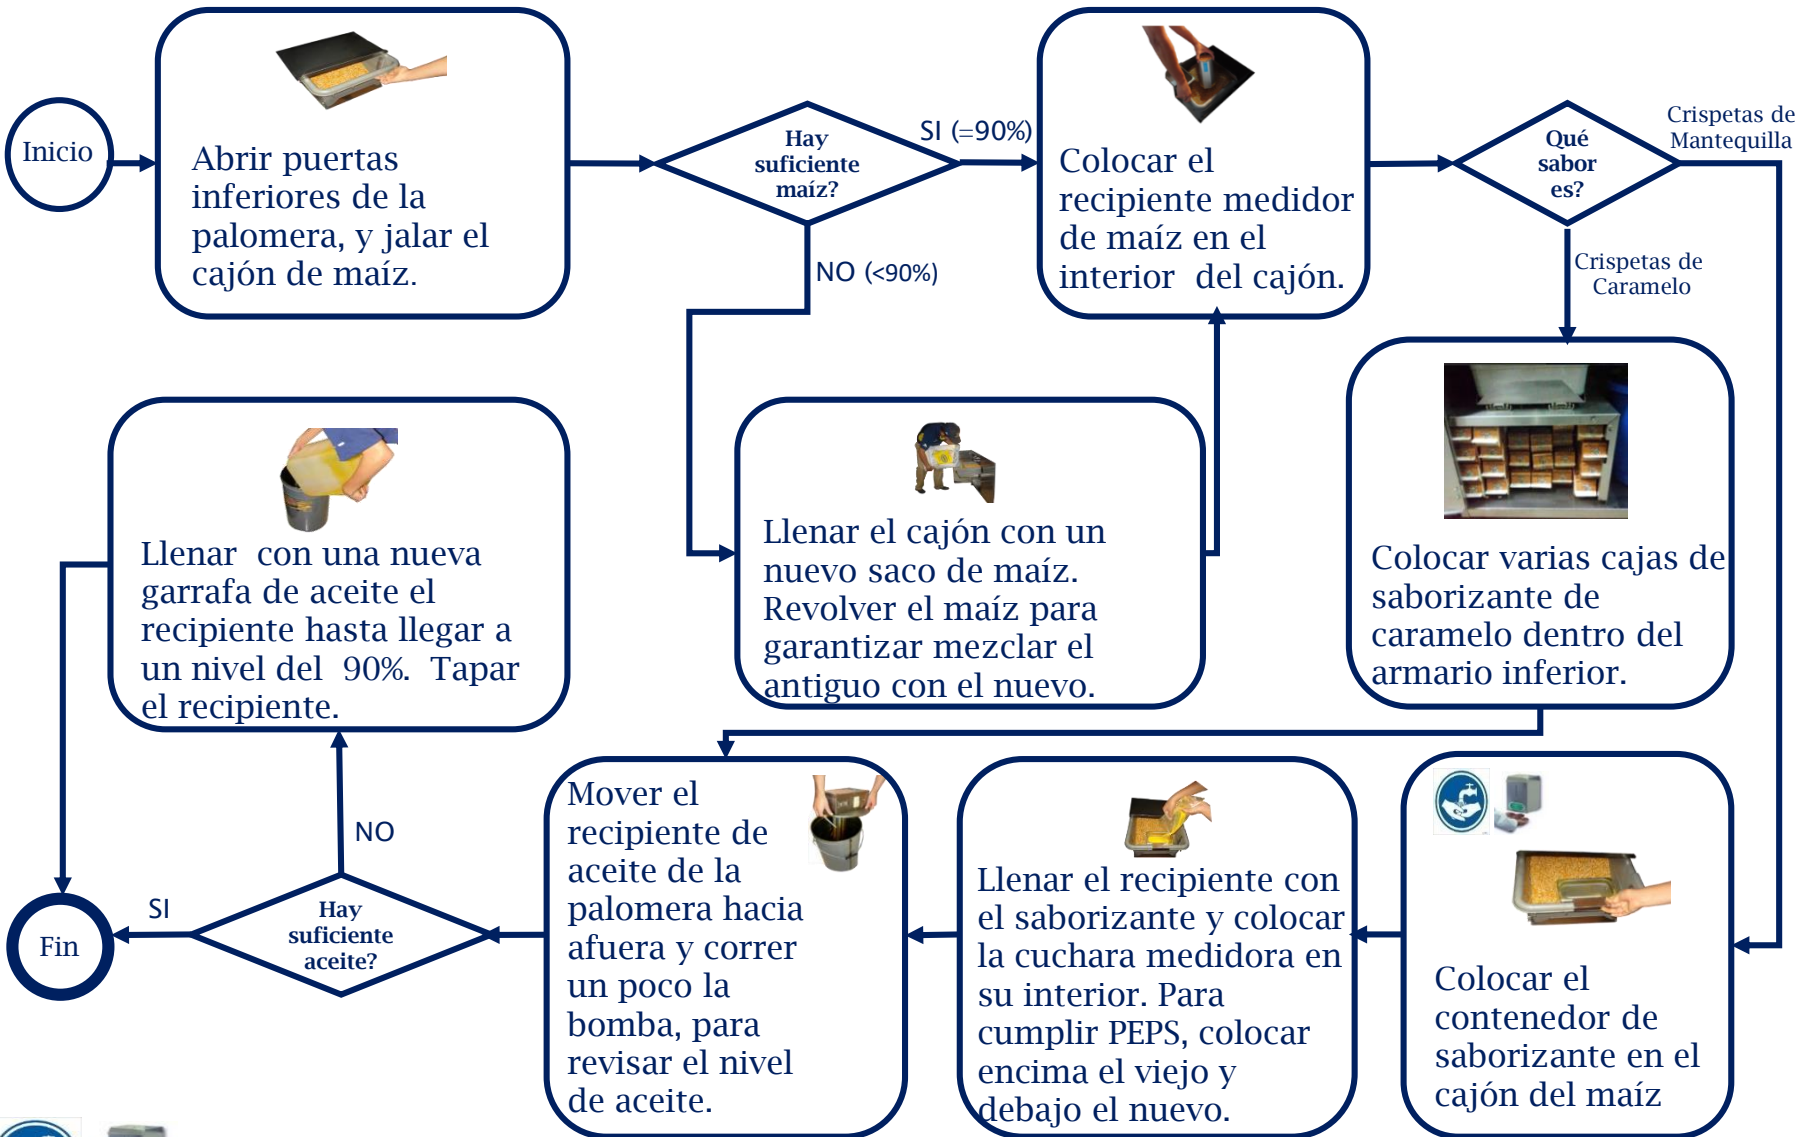 Inicio
Abrir puertas
inferiores de la
palomera, y jalar el
cajón de maíz.
Hay
suficiente
maíz?
SI (=90%)
NO (<90%)
Colocar el
recipiente medidor
de maíz en el
interior del cajón.
Qué
sabor
es?
Crispetas de
Mantequilla
Crispetas de
Caramelo
Llenar el cajón con un
nuevo saco de maíz.
Revolver el maíz para
garantizar mezclar el
antiguo con el nuevo.
Colocar varias cajas de
saborizante de
caramelo dentro del
armario inferior.
Colocar el
contenedor de
saborizante en el
cajón del maíz
Llenar el recipiente con
el saborizante y colocar
la cuchara medidora en
su interior. Para
cumplir PEPS, colocar
encima el viejo y
debajo el nuevo.
Mover el
recipiente de
aceite de la
palomera hacia
afuera y correr
un poco la
bomba, para
revisar el nivel
de aceite.
Hay
suficiente
aceite?
NO
SI
Llenar con una nueva
garrafa de aceite el
recipiente hasta llegar a
un nivel del 90%. Tapar
el recipiente.
Fin